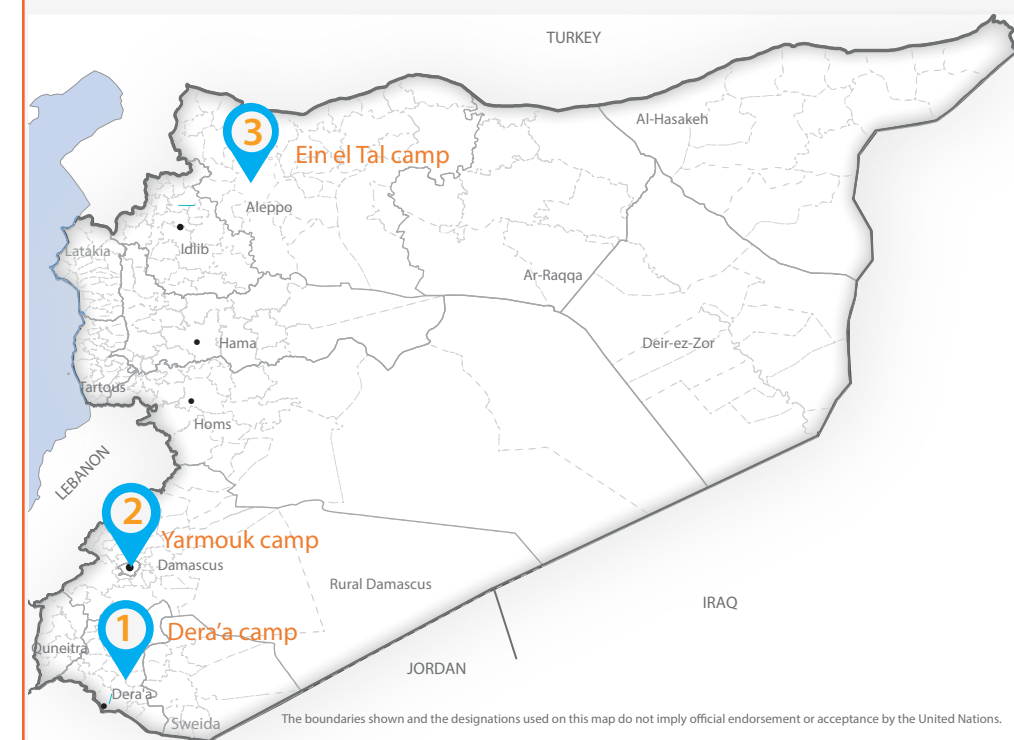 TURKEY
Al-Hasakeh
3
Ein el Tal camp
Aleppo
Idlib
Latakia
Ar-Raqqa
Hama
Deir-ez-Zor
Tartous
Homs
LEBANON
2
Yarmouk camp
Damascus
Rural Damascus
IRAQ
1
Dera'a camp
Quneitra
JORDAN
Dera'a
Sweida
The boundaries shown and the designations used on this map do not imply official endorsement or acceptance by the United Nations.